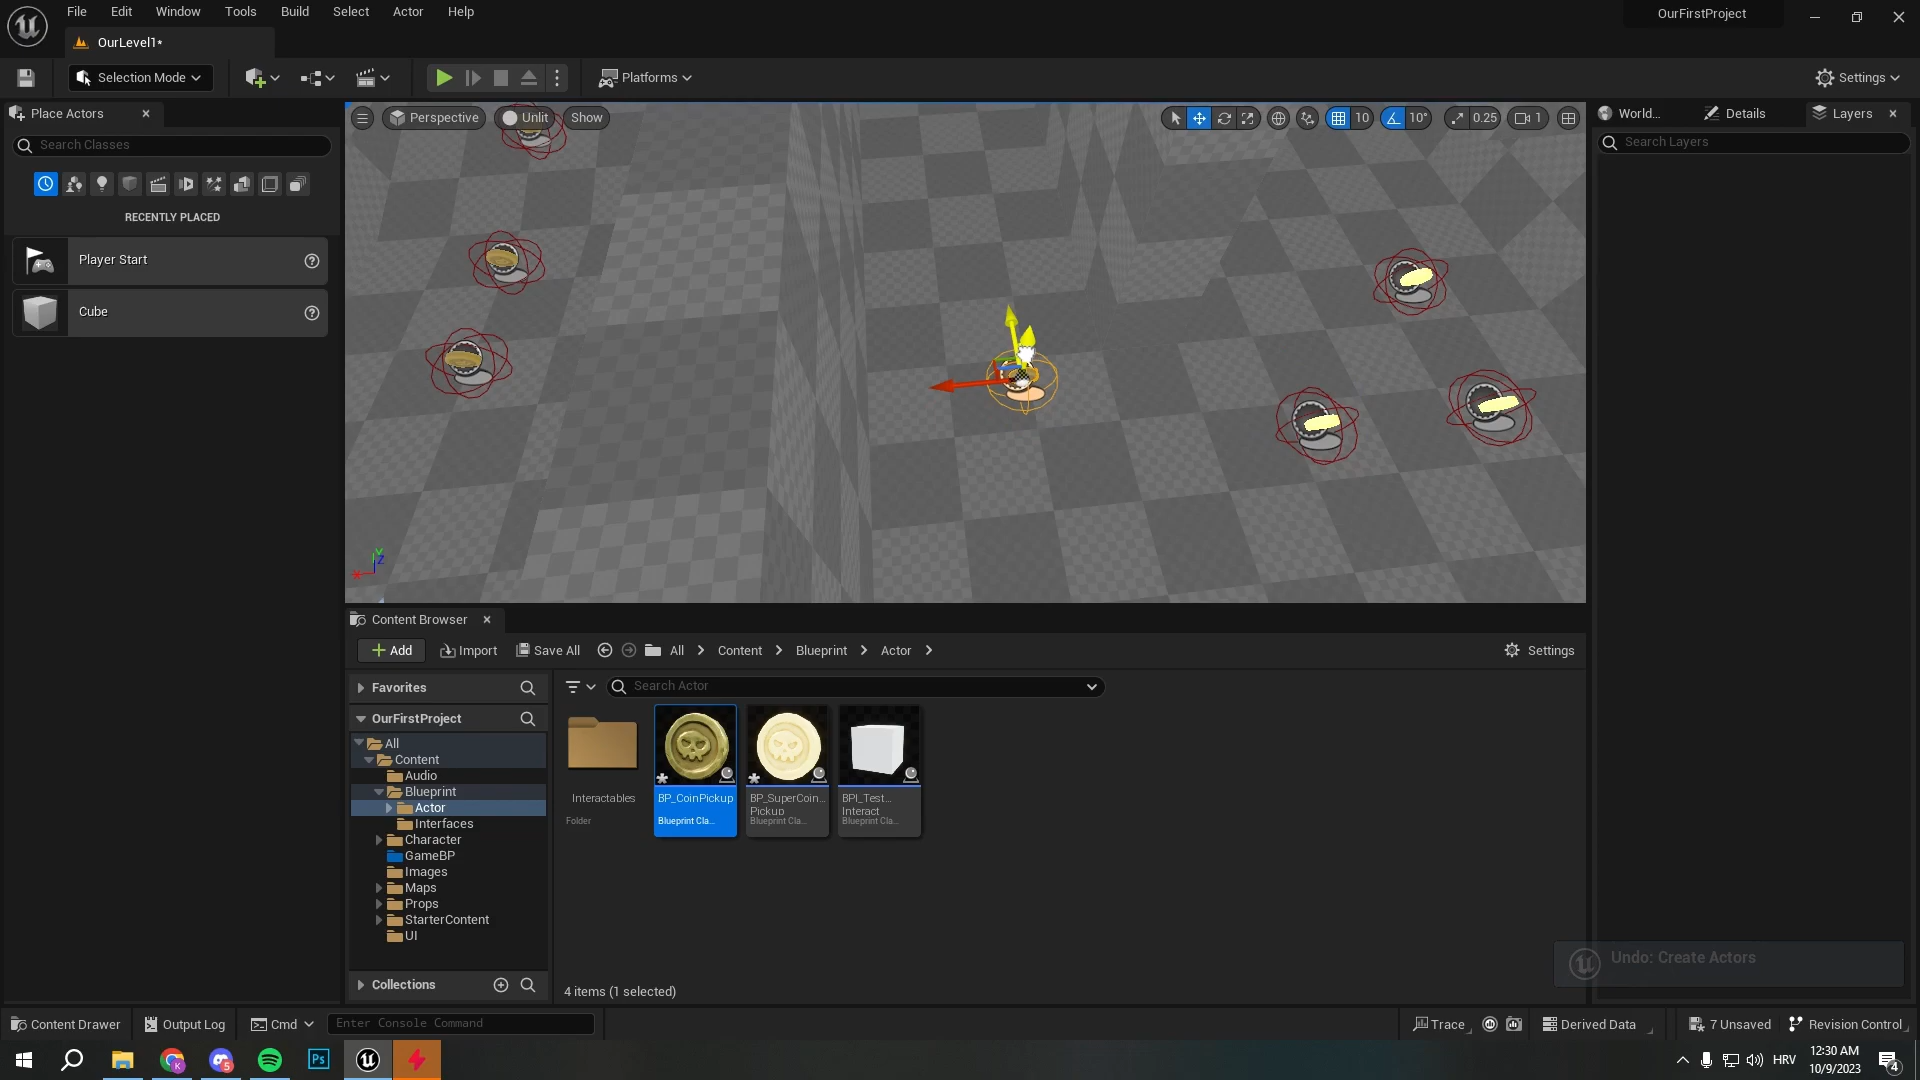 File Edit Window Tools Build Select Actor Help
OurFirstProject
OurLevel1*
Selection Mode
Platforms
Settings
Place Actors
Perspective
Unlit
Show
10
10°
0.25
1
World...
Details
Layers
Search Classes
Search Layers
RECENTLY PLACED
Player Start
Cube
X
Y
Z
Content Browser
Add
Import
Save All
All
Content
Blueprint
Actor
Settings
Favorites
Search Actor
OurFirstProject
All
Content
Audio
Blueprint
Actor
Interfaces
Character
GameBP
Images
Maps
Props
StarterContent
UI
Collections
Interactables
Folder
BP_CoinPickup
Blueprint Cla...
BP_SuperCoin...
Pickup
Blueprint Cla...
BPI_Test...
Interact
Blueprint Cla...
4 items (1 selected)
Undo: Create Actors
Content Drawer
Output Log
Cmd
Enter Console Command
Trace
Derived Data
7 Unsaved
Revision Control
K
5
Ps
HRV
12:30 AM
10/9/2023
4